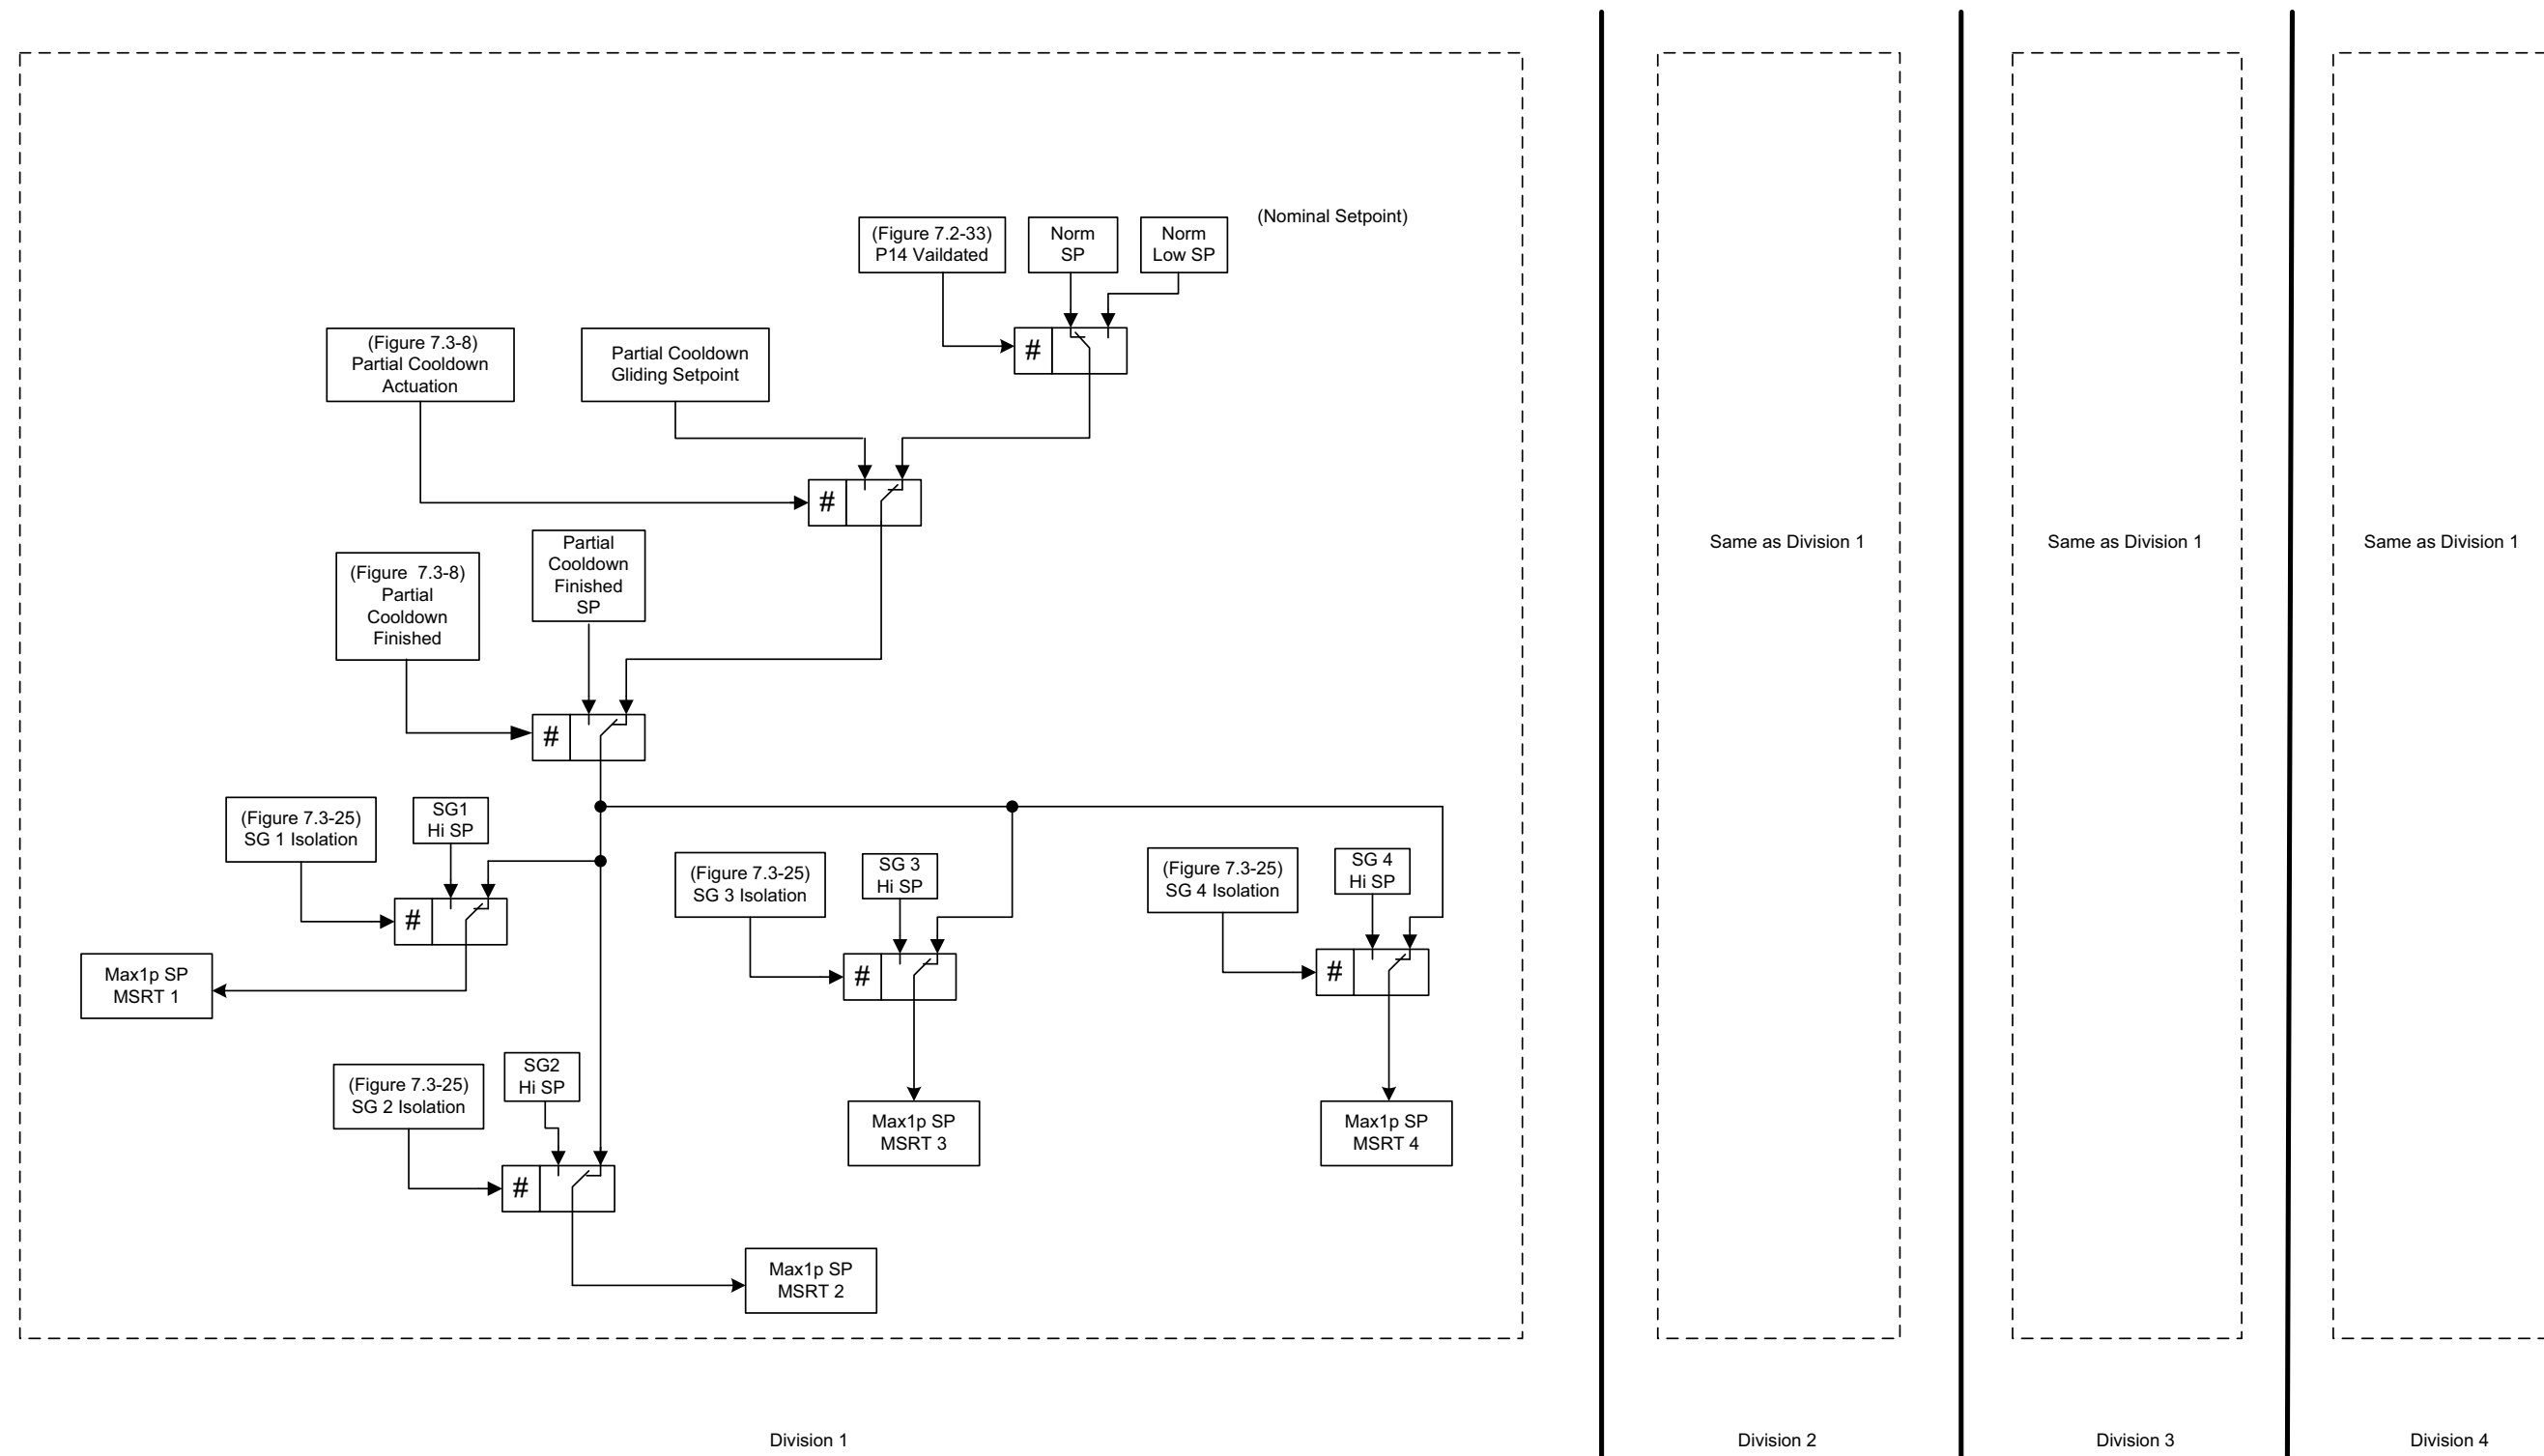 (Nominal Setpoint)
(Figure 7.2-33)
P14 Vaildated
Norm
SP
Norm
Low SP
#
(Figure 7.3-8)
Partial Cooldown
Actuation
Partial Cooldown
Gliding Setpoint
#
(Figure 7.3-8)
Partial
Cooldown
Finished
Partial
Cooldown
Finished
SP
#
(Figure 7.3-25)
SG 1 Isolation
SG1
Hi SP
#
Max1p SP
MSRT 1
(Figure 7.3-25)
SG 2 Isolation
SG2
Hi SP
#
Max1p SP
MSRT 2
(Figure 7.3-25)
SG 3 Isolation
SG 3
Hi SP
#
Max1p SP
MSRT 3
(Figure 7.3-25)
SG 4 Isolation
SG 4
Hi SP
#
Max1p SP
MSRT 4
Division 1
Same as Division 1
Division 2
Same as Division 1
Division 3
Same as Division 1
Division 4